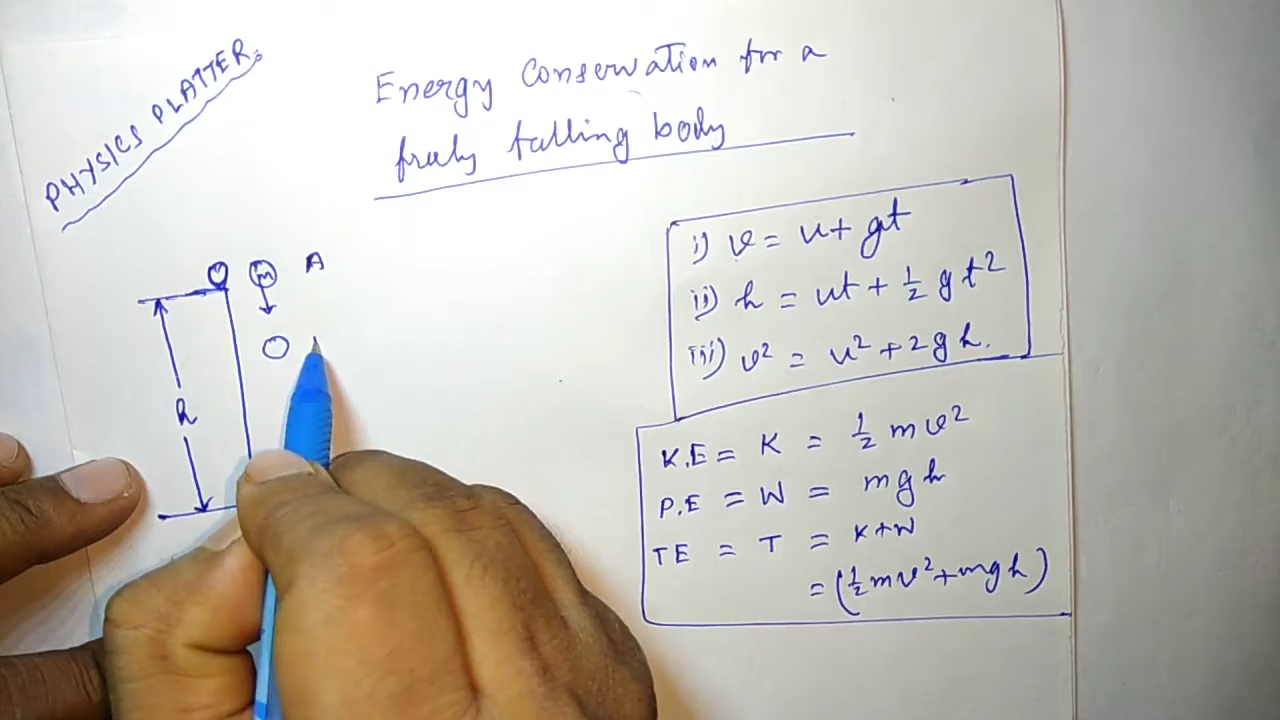 PHYSICS PLATTER
Energy Conservation for a
freely falling body
i) v = u + gt
ii) h = ut + ½ g t²
iii) v² = u² + 2gh.
m
A
h
K.E = K = ½ m v²
P.E = W = mgh
TE = T = K+W
= (½mv² + mgh)